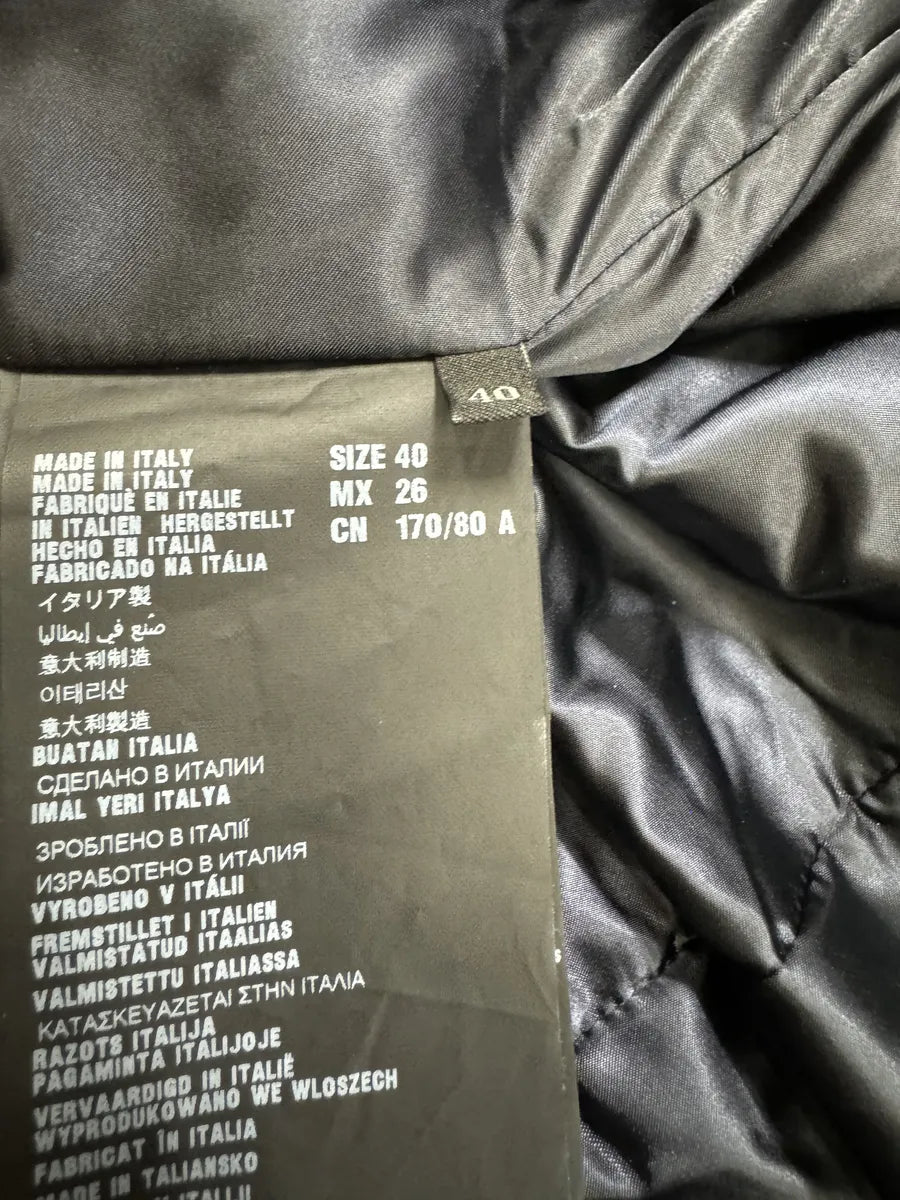 40
MADE IN ITALY
MADE IN ITALY
FABRIQUÈ EN ITALIE
IN ITALIEN HERGESTELLT
HECHO EN ITALIA
FABRICADO NA ITÁLIA
イタリア製
صنع في إيطاليا
意大利制造
이태리산
意大利製造
BUATAN ITALIA
СДЕЛАНО В ИТАЛИИ
IMAL YERI ITALYA
ЗРОБЛЕНО В ІТАЛІЇ
ИЗРАБОТЕНО В ИТАЛИЯ
VYROBENO V ITÁLII
FREMSTILLET I ITALIEN
VALMISTATUD ITAALIAS
VALMISTETTU ITALIASSA
ΚΑΤΑΣΚΕΥΑΖΕΤΑΙ ΣΤΗΝ ΙΤΑΛΙΑ
RAZOTS ITALIJA
PAGAMINTA ITALIJOJE
VERVAARDIGD IN ITALIË
WYPRODUKOWANO WE WLOSZECH
FABRICAT ÎN ITALIA
MADE IN TALIANSKO
SIZE 40
MX 26
CN 170/80 A